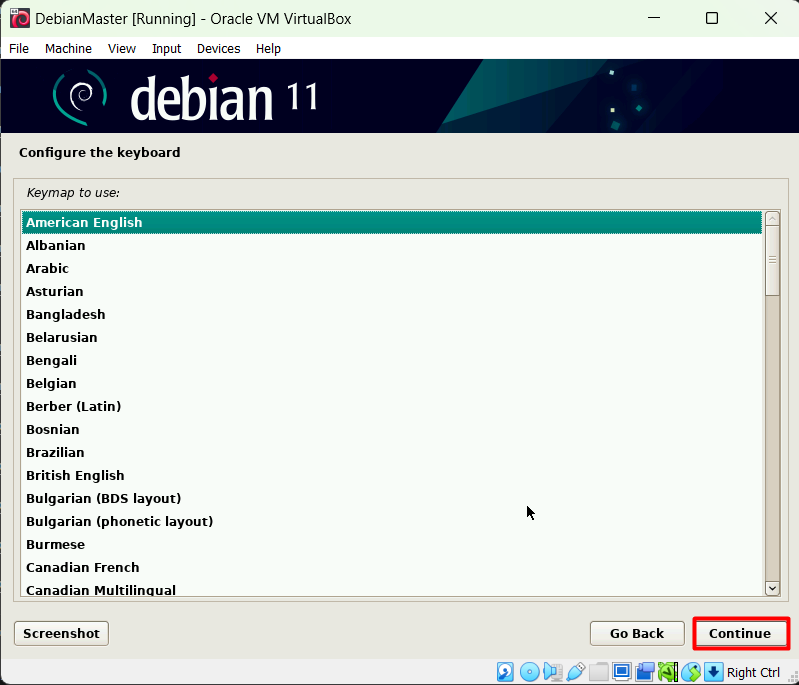 DebianMaster [Running] - Oracle VM VirtualBox
File Machine View Input Devices Help
debian 11
Configure the keyboard
Keymap to use:
American English
Albanian
Arabic
Asturian
Bangladesh
Belarusian
Bengali
Belgian
Berber (Latin)
Bosnian
Brazilian
British English
Bulgarian (BDS layout)
Bulgarian (phonetic layout)
Burmese
Canadian French
Canadian Multilingual
Screenshot Go Back Continue
Right Ctrl